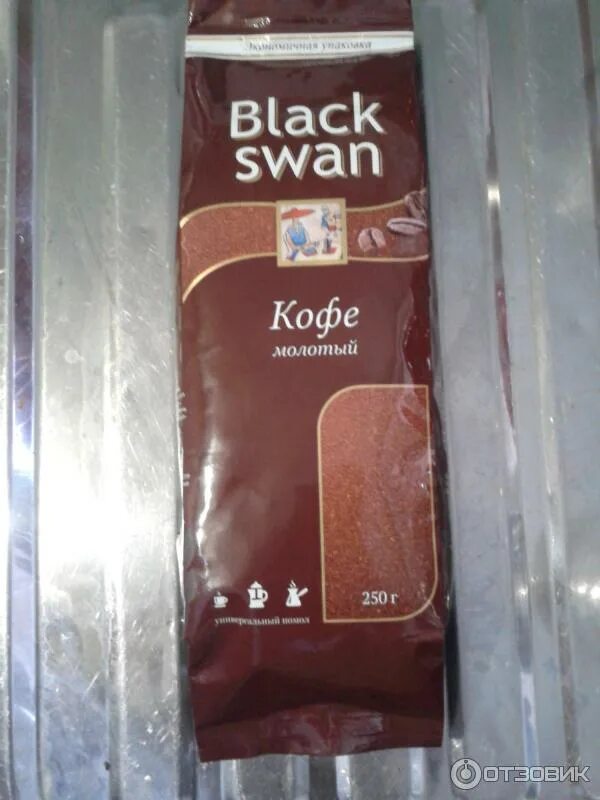 Экономичная упаковка
Black
swan
Кофе
молотый
250 г
универсальный помол
ОТЗОВИК